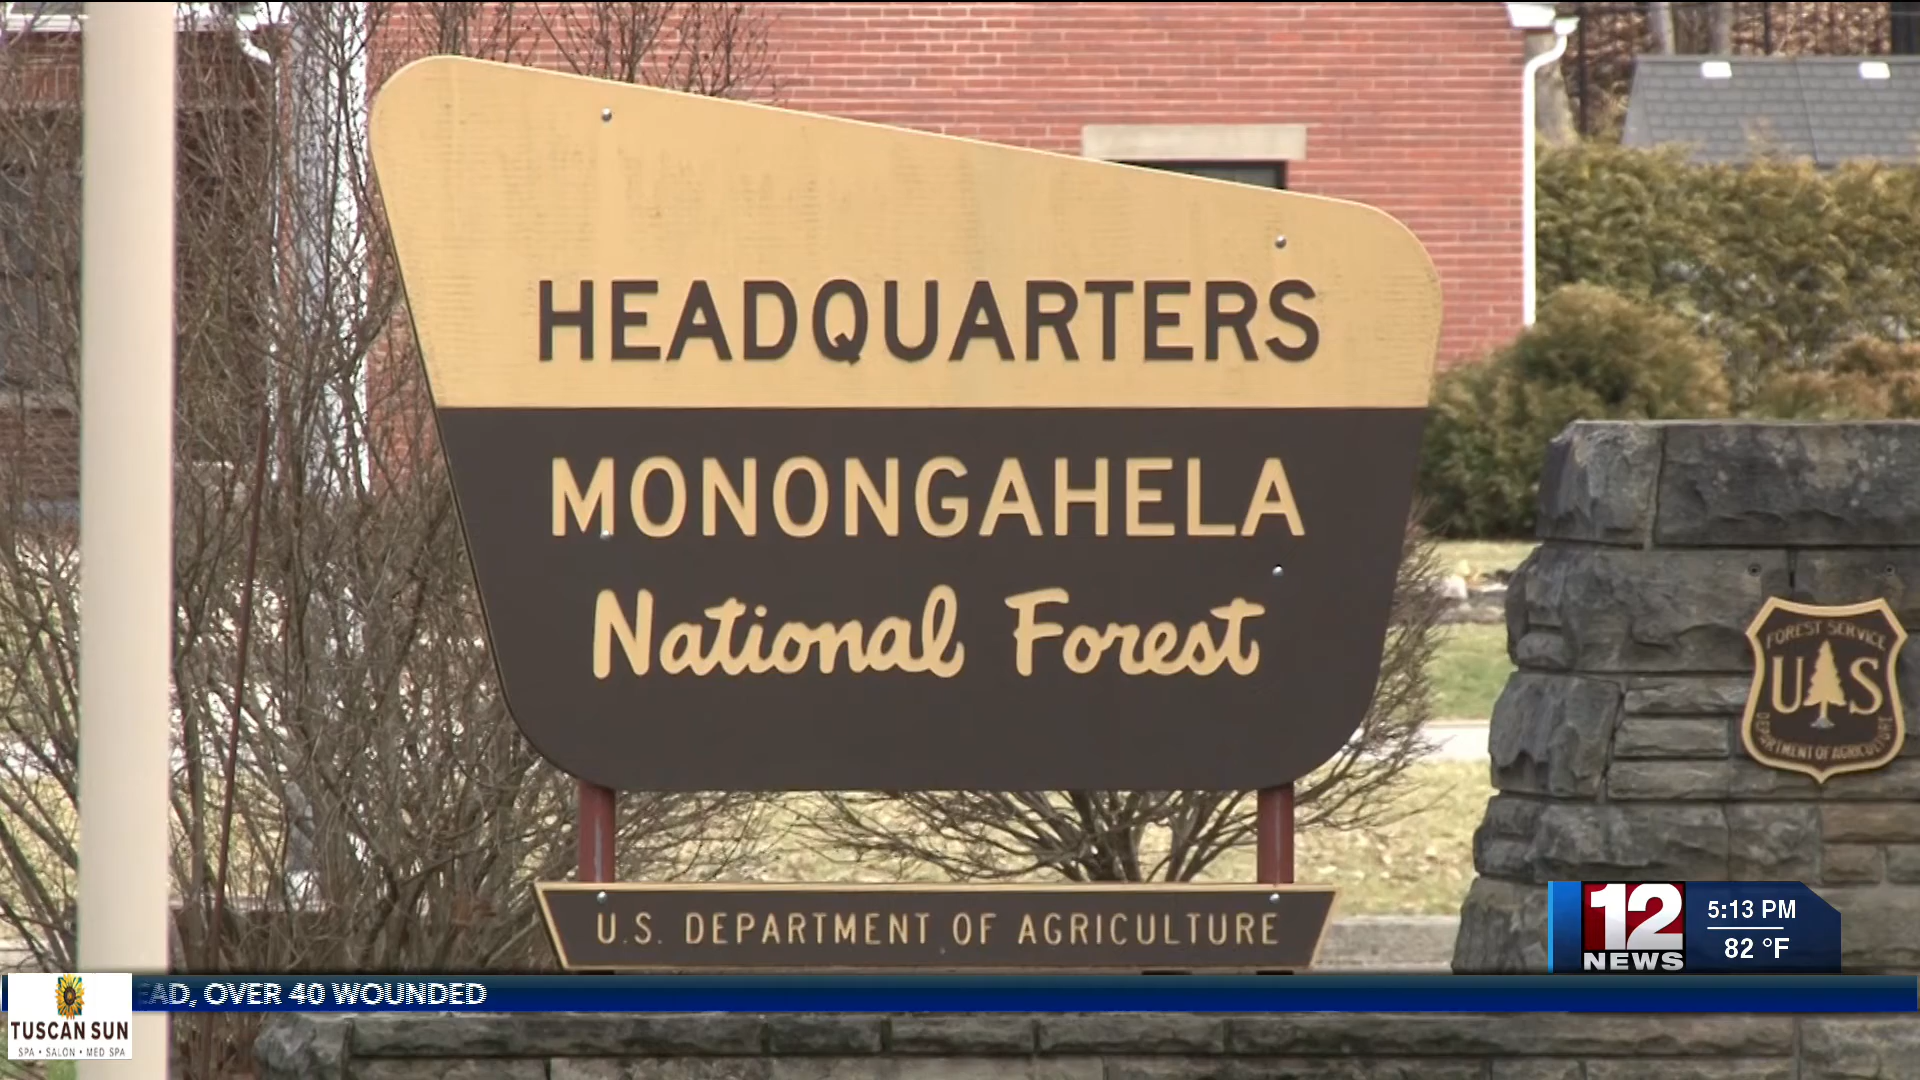 HEADQUARTERS
MONONGAHELA
National Forest
U.S. DEPARTMENT OF AGRICULTURE
FOREST SERVICE
U S
DEPARTMENT OF AGRICULTURE
12
NEWS
5:13 PM
82 °F
EAD, OVER 40 WOUNDED
TUSCAN SUN
SPA • SALON • MED SPA